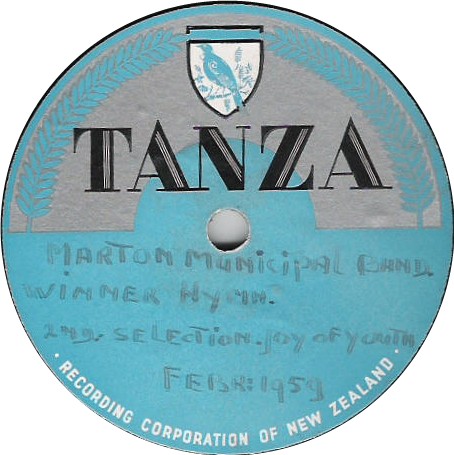 TANZA
MARTON MUNICIPAL BAND.
WINNER "HYMN."
2ND. SELECTION. JOY OF YOUTH
FEBR: 1959
· RECORDING CORPORATION OF NEW ZEALAND ·